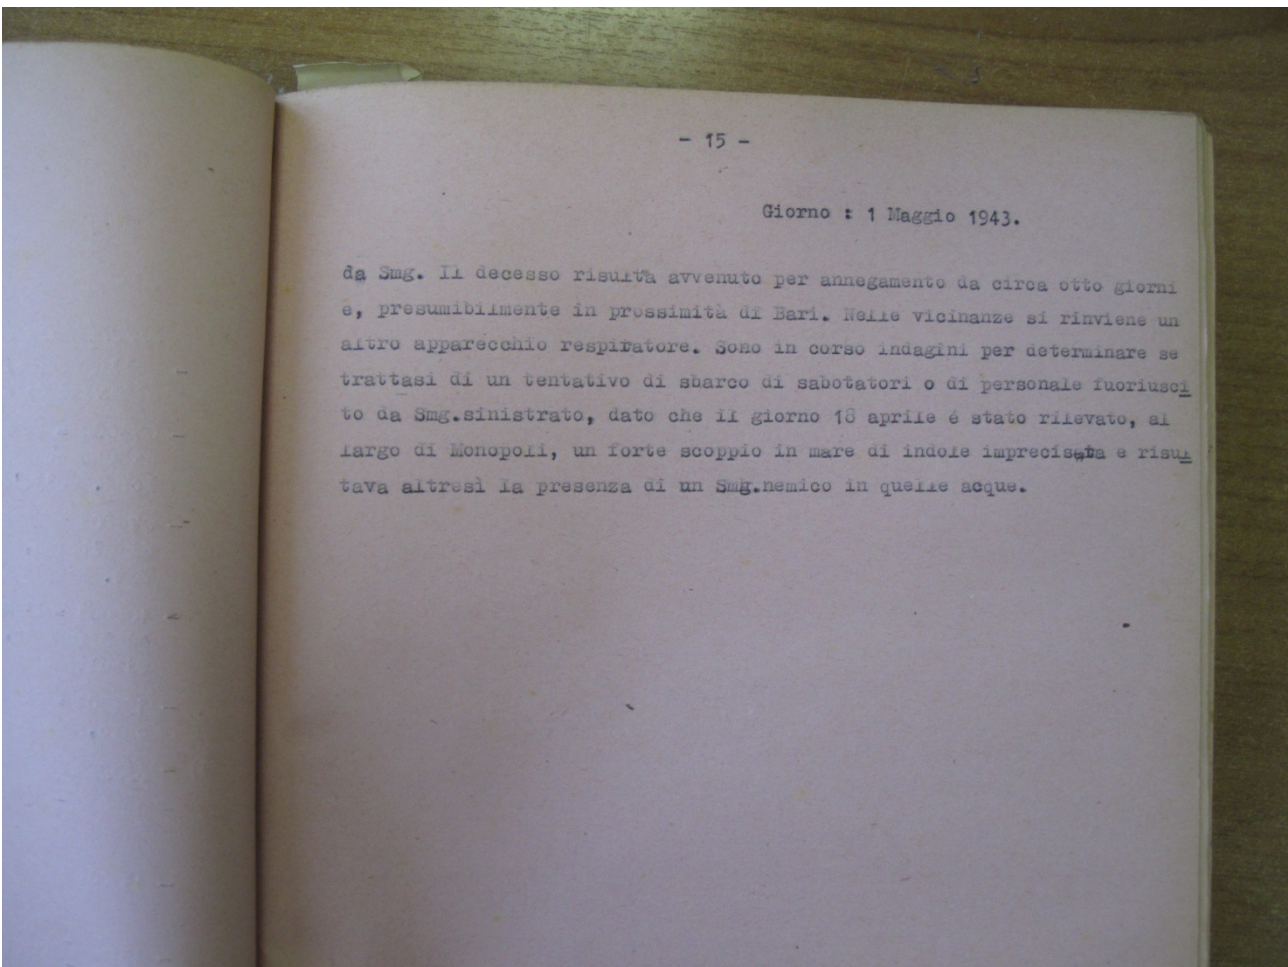 - 15 -
Giorno : 1 Maggio 1943.
da Smg. Il decesso risulta avvenuto per annegamento da circa otto giorni
e, presumibilmente in prossimità di Bari. Nelle vicinanze si rinviene un
altro apparecchio respiratore. Sono in corso indagini per determinare se
trattasi di un tentativo di sbarco di sabotatori o di personale fuoriusci
to da Smg.sinistrato, dato che il giorno 18 aprile é stato rilevato, al
largo di Monopoli, un forte scoppio in mare di indole imprecisata e risul
tava altresì la presenza di un Smg.nemico in quelle acque.